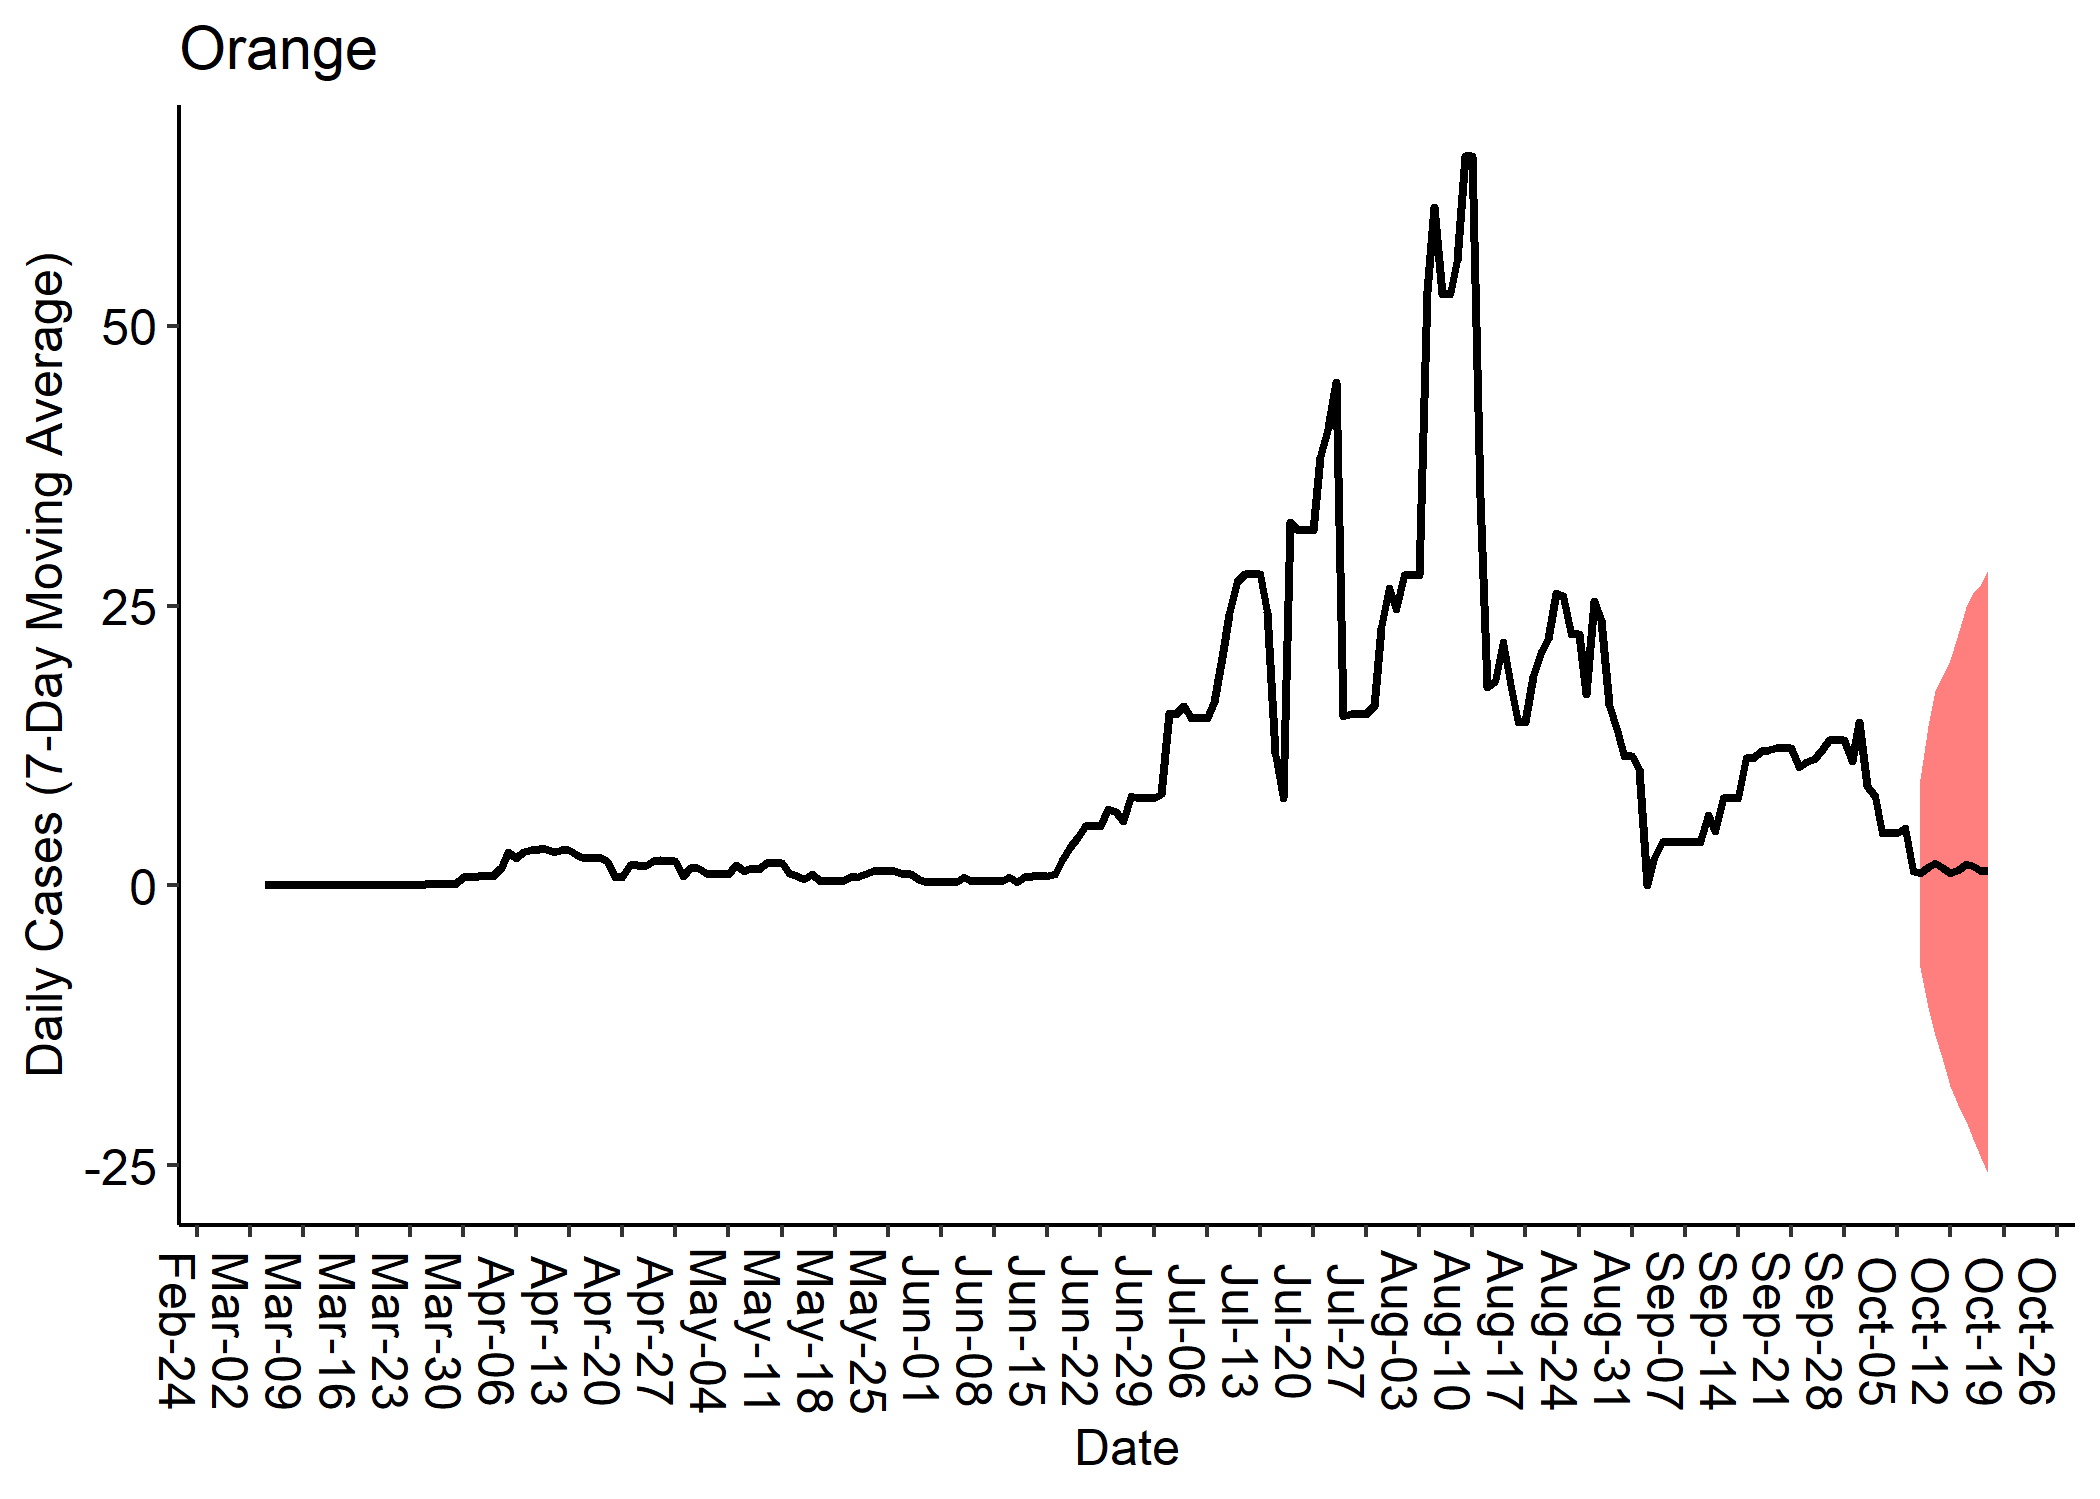 Orange
Daily Cases (7-Day Moving Average)
50
25
0
-25
Feb-24
Mar-02
Mar-09
Mar-16
Mar-23
Mar-30
Apr-06
Apr-13
Apr-20
Apr-27
May-04
May-11
May-18
May-25
Jun-01
Jun-08
Jun-15
Jun-22
Jun-29
Jul-06
Jul-13
Jul-20
Jul-27
Aug-03
Aug-10
Aug-17
Aug-24
Aug-31
Sep-07
Sep-14
Sep-21
Sep-28
Oct-05
Oct-12
Oct-19
Oct-26
Date